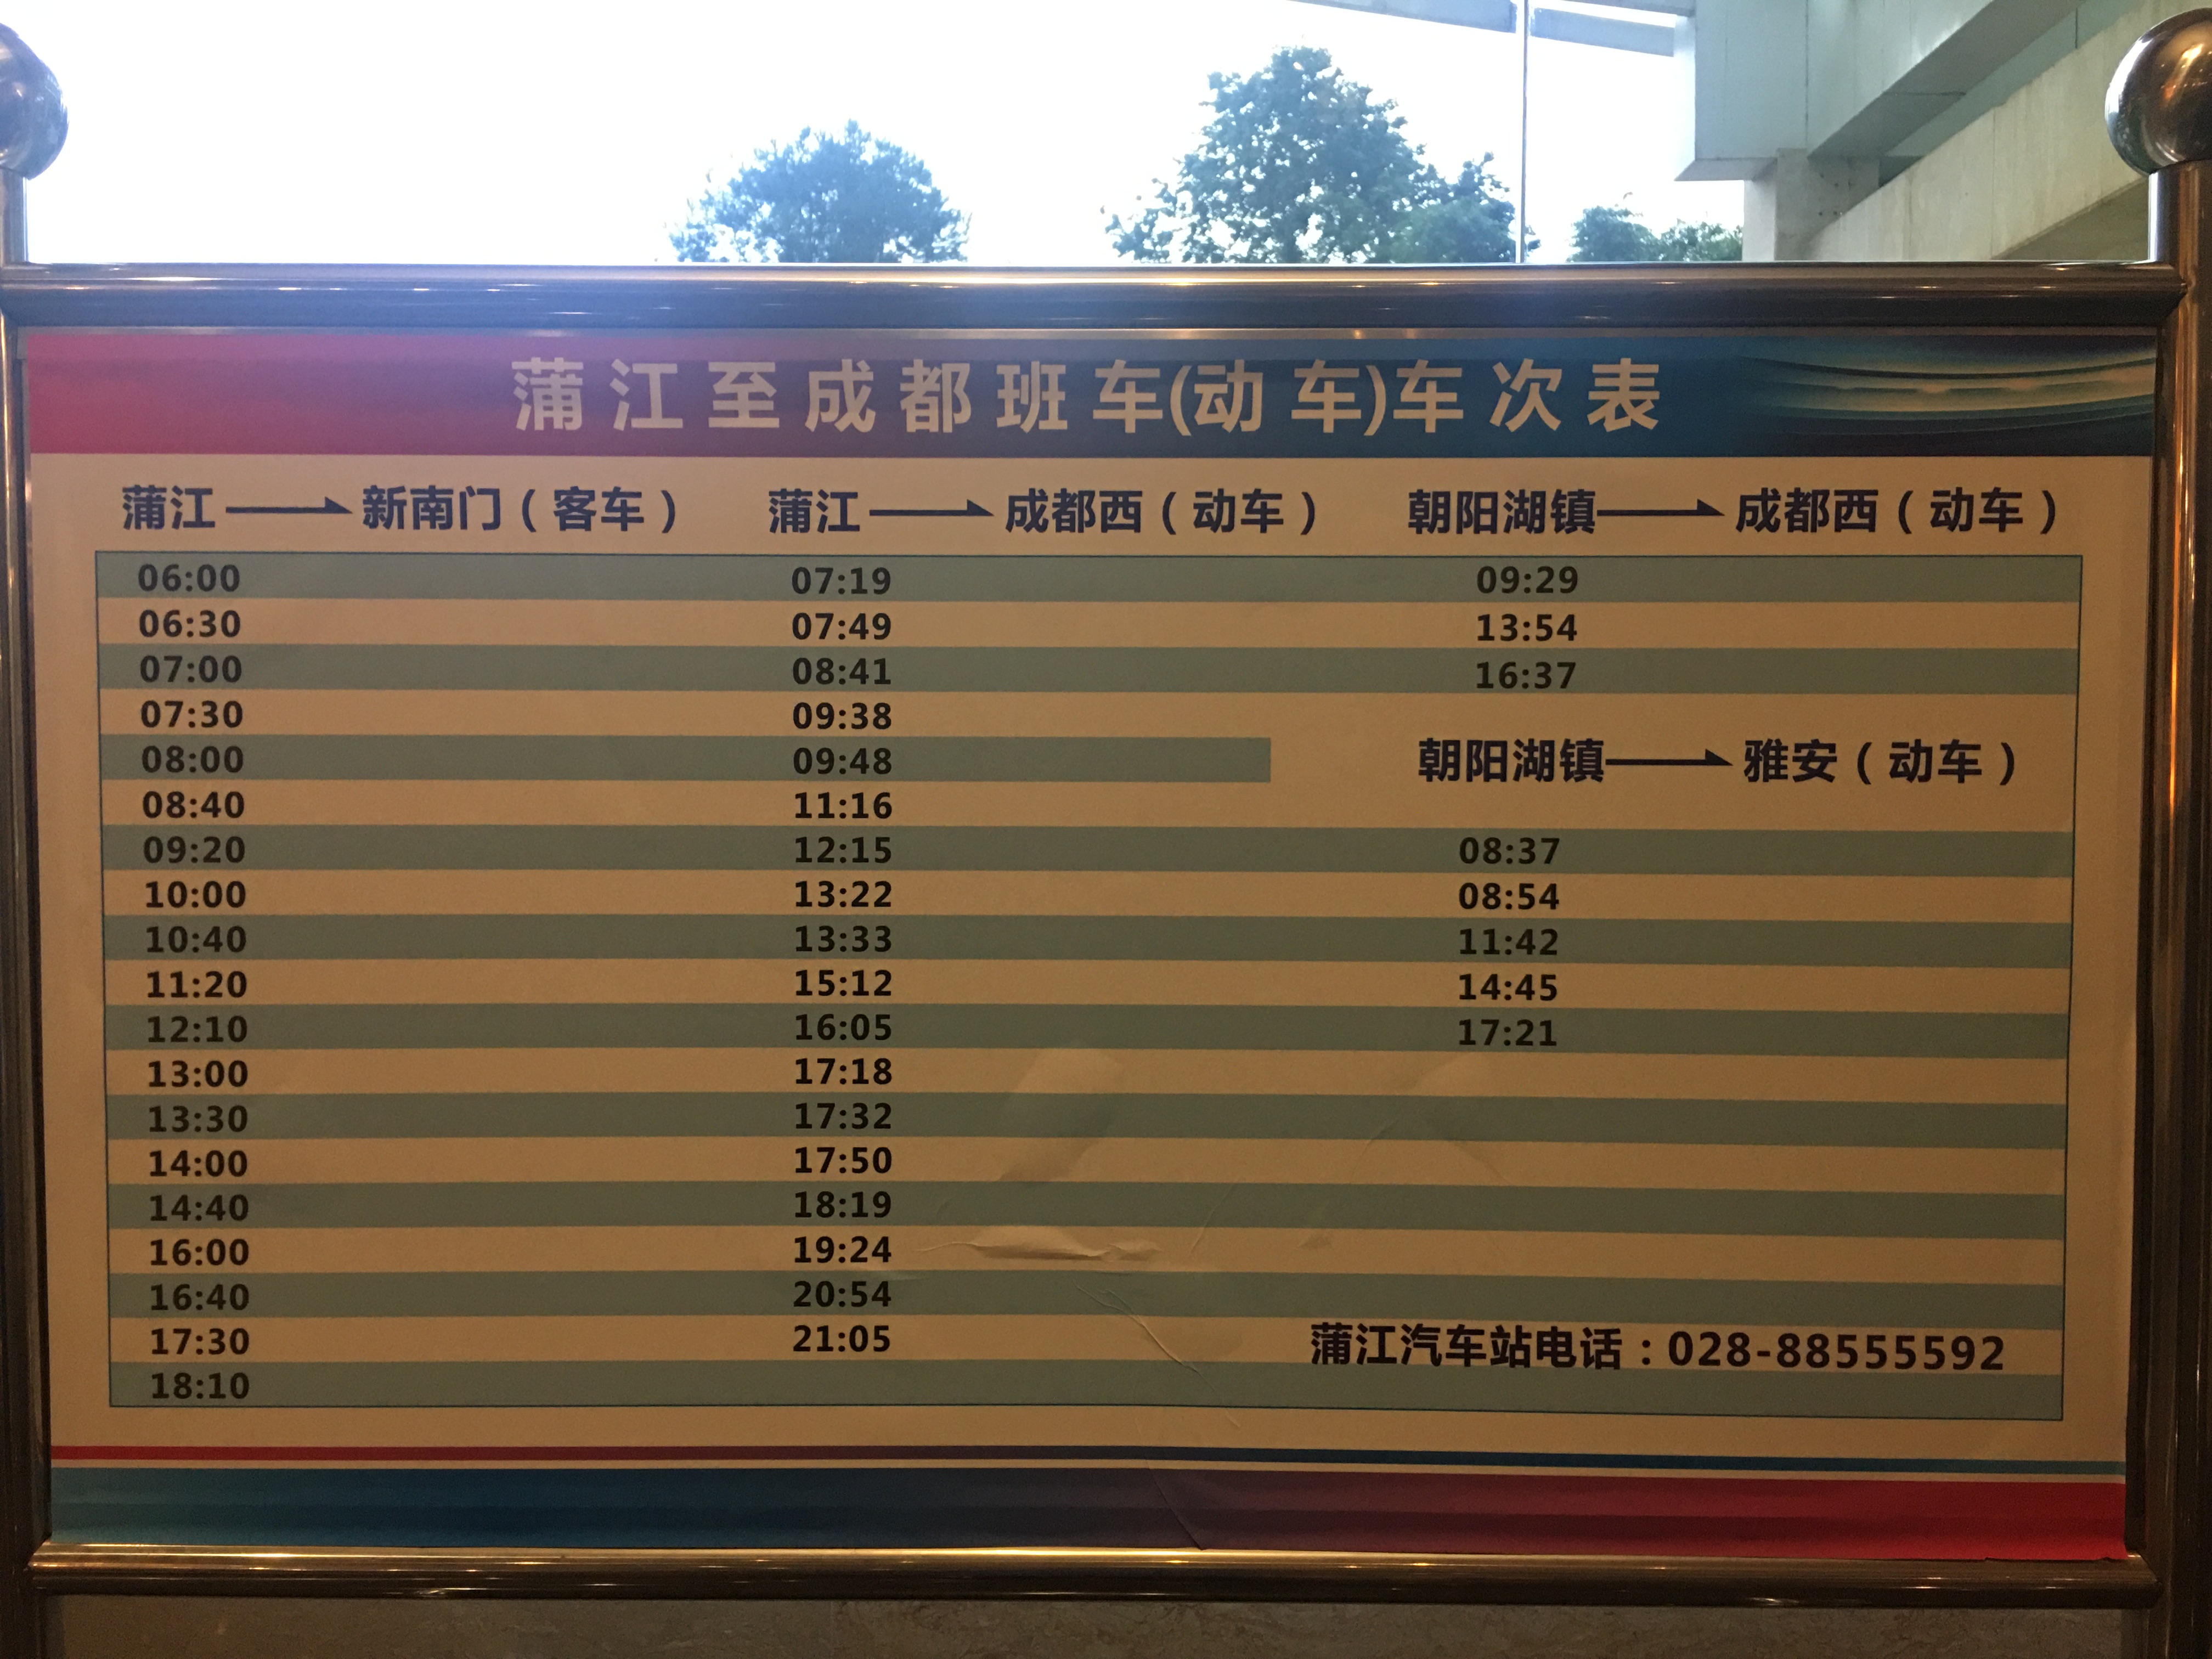 蒲江至成都班车(动车)车次表
蒲江→新南门（客车） 蒲江→成都西（动车） 朝阳湖镇→成都西（动车）
06:00 07:19 09:29
06:30 07:49 13:54
07:00 08:41 16:37
07:30 09:38
08:00 09:48 朝阳湖镇→雅安（动车）
08:40 11:16
09:20 12:15 08:37
10:00 13:22 08:54
10:40 13:33 11:42
11:20 15:12 14:45
12:10 16:05 17:21
13:00 17:18
13:30 17:32
14:00 17:50
14:40 18:19
16:00 19:24
16:40 20:54
17:30 21:05 蒲江汽车站电话：028-88555592
18:10